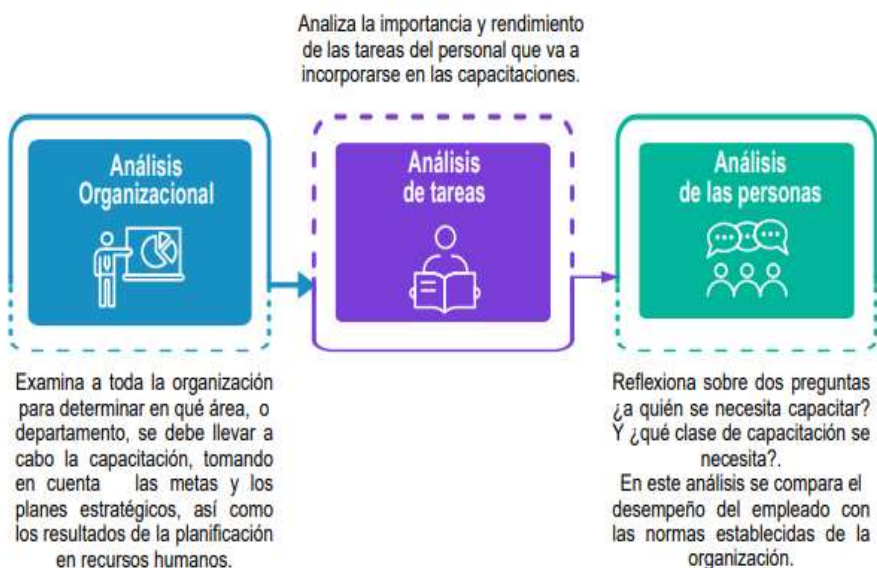 Analiza la importancia y rendimiento
de las tareas del personal que va a
incorporarse en las capacitaciones.
Análisis
Organizacional
Análisis
de tareas
Análisis
de las personas
Examina a toda la organización
para determinar en qué área, o
departamento, se debe llevar a
cabo la capacitación, tomando
en cuenta las metas y los
planes estratégicos, así como
los resultados de la planificación
en recursos humanos.
Reflexiona sobre dos preguntas
¿a quién se necesita capacitar?
Y ¿qué clase de capacitación se
necesita?.
En este análisis se compara el
desempeño del empleado con
las normas establecidas de la
organización.